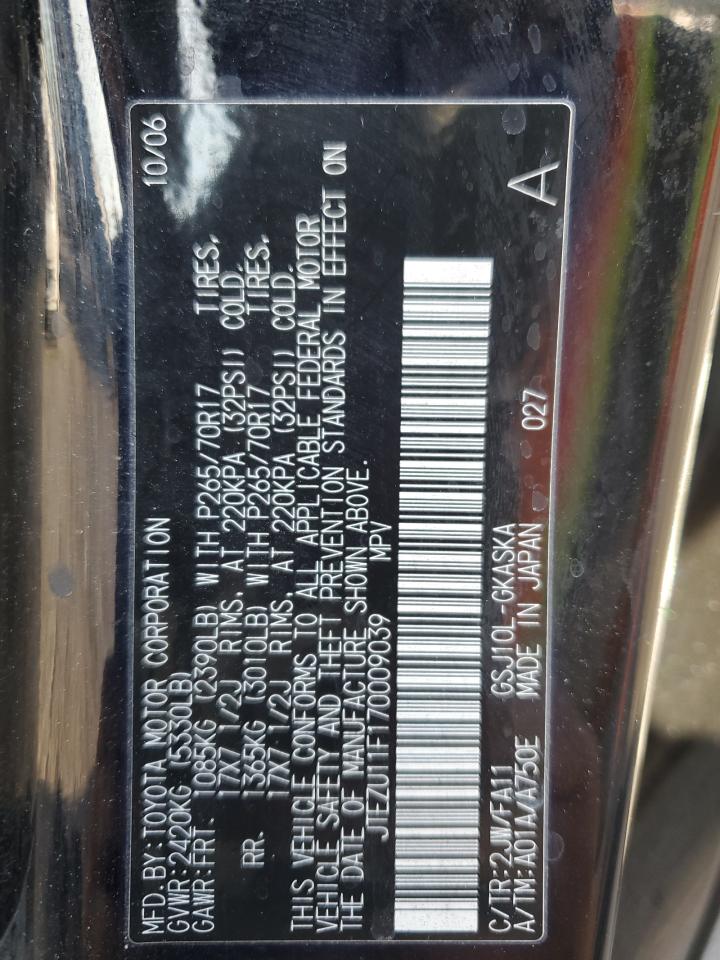 MFD.BY:TOYOTA MOTOR CORPORATION 10/06
GVWR:2420KG (5330LB)
GAWR:FRT. 1085KG (2390LB) WITH P265/70R17 TIRES,
17X7 1/2J RIMS, AT 220KPA (32PSI) COLD.
RR. 1365KG (3010LB) WITH P265/70R17 TIRES,
17X7 1/2J RIMS, AT 220KPA (32PSI) COLD.
THIS VEHICLE CONFORMS TO ALL APPLICABLE FEDERAL MOTOR
VEHICLE SAFETY AND THEFT PREVENTION STANDARDS IN EFFECT ON
THE DATE OF MANUFACTURE SHOWN ABOVE.
JTEZU11F170009039 MPV
C/TR:2JW/FA11 GSJ10L-GKASKA
A/TM:A01A/A750E MADE IN JAPAN 027 A